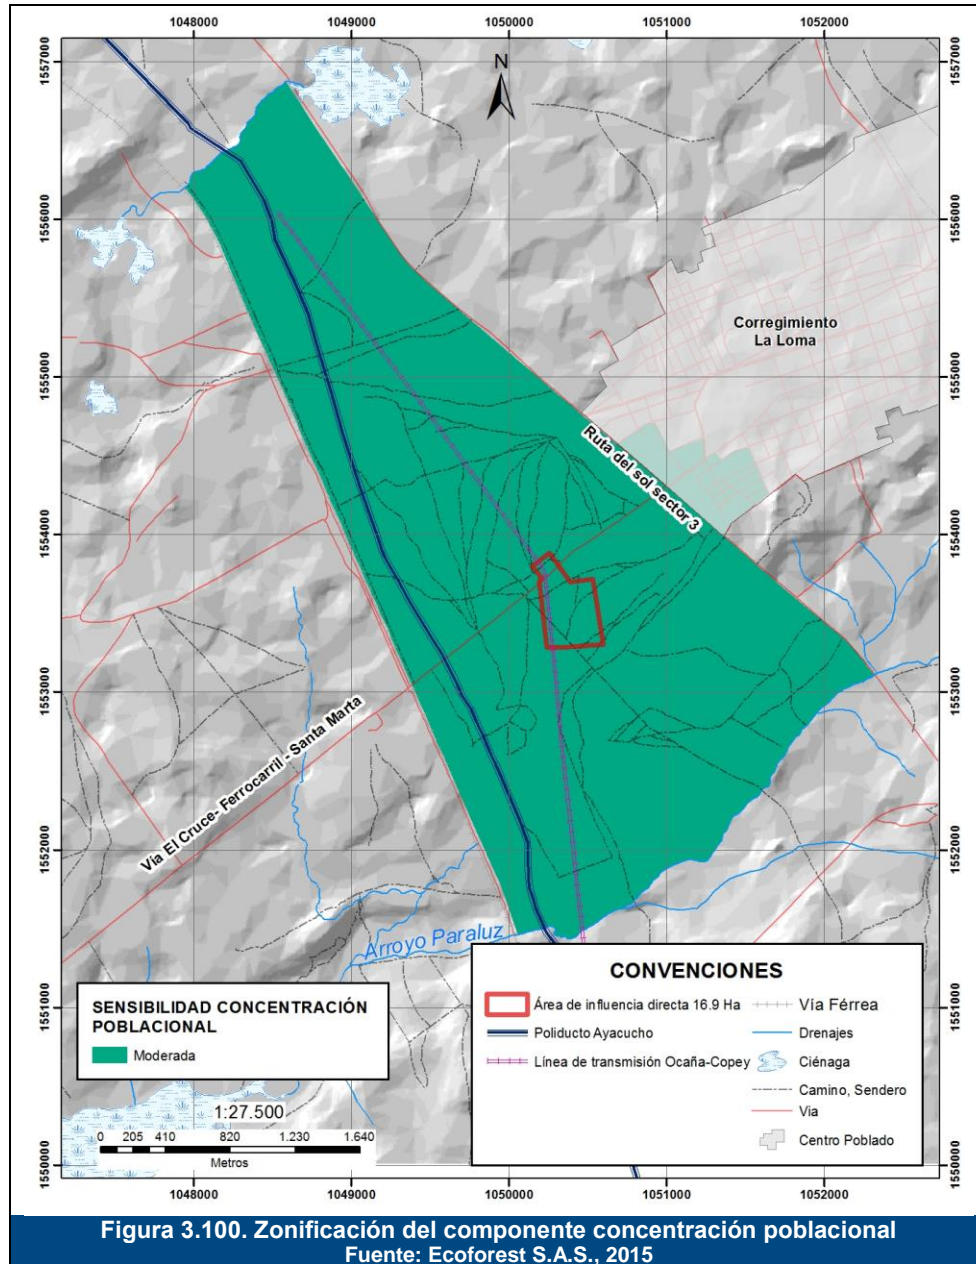 1048000 1049000 1050000 1051000 1052000
1557000 1557000
N
1556000 1556000
Corregimiento
La Loma
1555000 1555000
Ruta del sol sector 3
1554000 1554000
1553000 1553000
Vía El Cruce- Ferrocarril - Santa Marta
1552000 1552000
Arroyo Paraluz
CONVENCIONES
Área de influencia directa 16.9 Ha
Poliducto Ayacucho
Línea de transmisión Ocaña-Copey
Vía Férrea
Drenajes
Ciénaga
Camino, Sendero
Via
Centro Poblado
SENSIBILIDAD CONCENTRACIÓN
POBLACIONAL
Moderada
1551000 1551000
1:27.500
0 205 410 820 1.230 1.640
Metros
1550000 1550000
1048000 1049000 1050000 1051000 1052000
Figura 3.100. Zonificación del componente concentración poblacional
Fuente: Ecoforest S.A.S., 2015